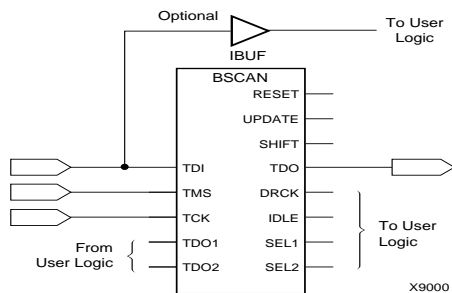 Optional
To User
Logic
IBUF
BSCAN
RESET
UPDATE
SHIFT
TDI
TDO
TMS
DRCK
TCK
IDLE
From
User Logic
TDO1
SEL1
TDO2
SEL2
To User
Logic
X9000